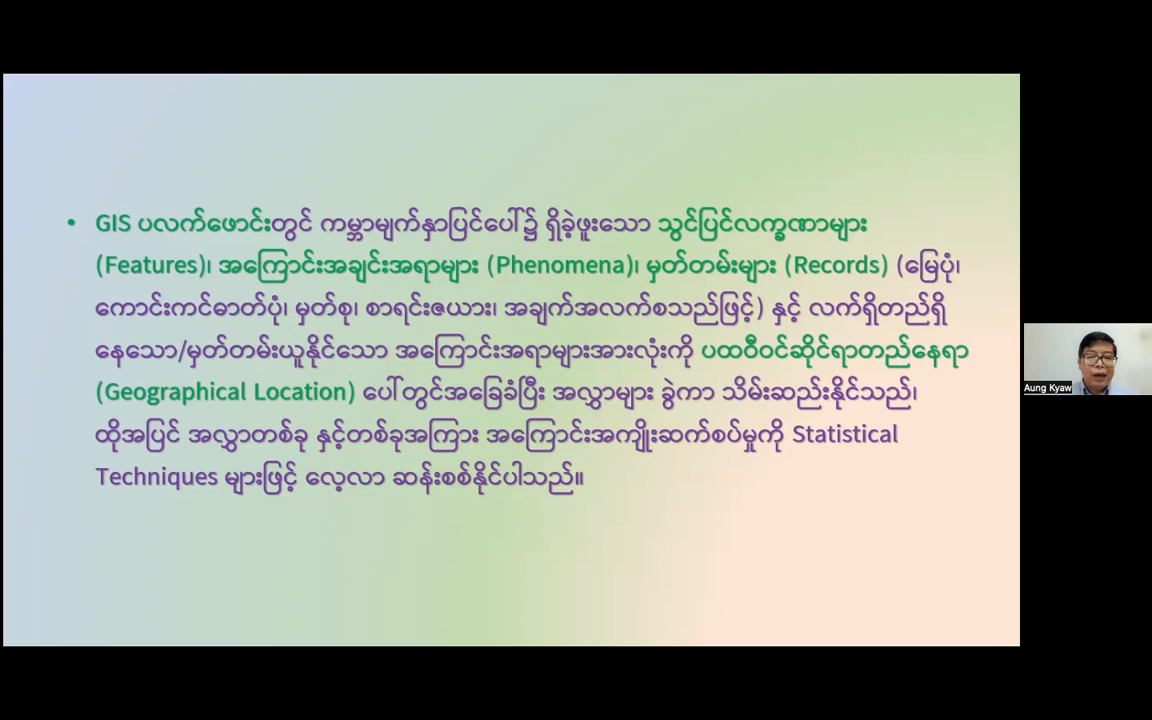 • GIS ပလက်ဖောင်းတွင် ကမ္ဘာမျက်နှာပြင်ပေါ်၌ ရှိခဲ့ဖူးသော သွင်ပြင်လက္ခဏာများ
(Features)၊ အကြောင်းအချင်းအရာများ (Phenomena)၊ မှတ်တမ်းများ (Records) (မြေပုံ၊
ကောင်းကင်ဓာတ်ပုံ၊ မှတ်စု၊ စာရင်းဇယား၊ အချက်အလက်စသည်ဖြင့်) နှင့် လက်ရှိတည်ရှိ
နေသော/မှတ်တမ်းယူနိုင်သော အကြောင်းအရာများအားလုံးကို ပထဝီဝင်ဆိုင်ရာတည်နေရာ
(Geographical Location) ပေါ်တွင်အခြေခံပြီး အလွှာများ ခွဲကာ သိမ်းဆည်းနိုင်သည်၊
ထို့အပြင် အလွှာတစ်ခု နှင့်တစ်ခုအကြား အကြောင်းအကျိုးဆက်စပ်မှုကို Statistical
Techniques များဖြင့် လေ့လာ ဆန်းစစ်နိုင်ပါသည်။
Aung Kyaw